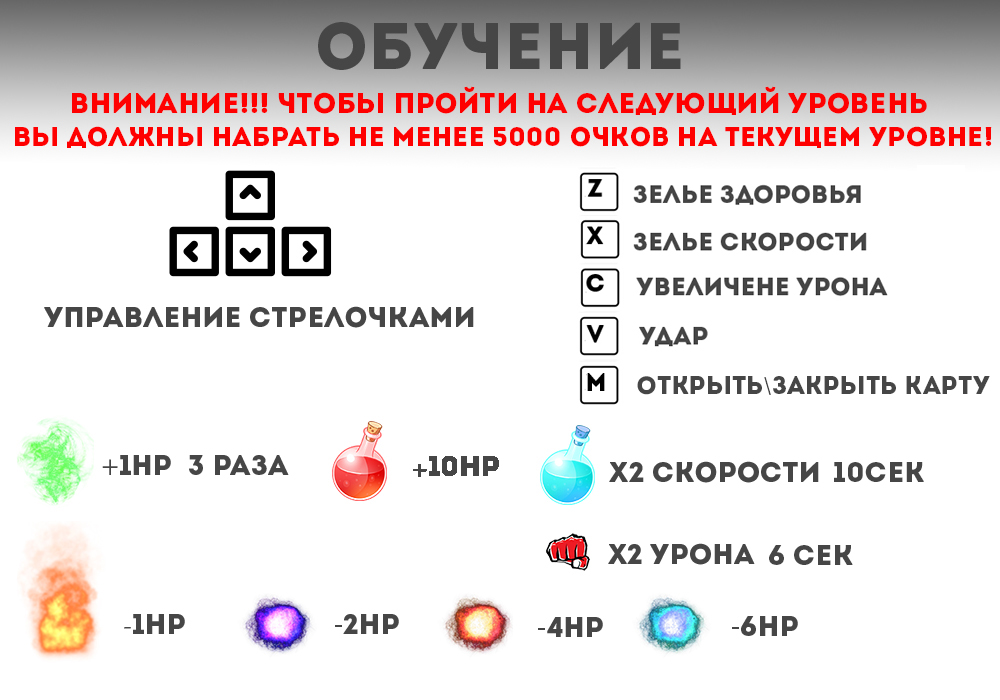 ОБУЧЕНИЕ
ВНИМАНИЕ!!! ЧТОБЫ ПРОЙТИ НА СЛЕДУЮЩИЙ УРОВЕНЬ
ВЫ ДОЛЖНЫ НАБРАТЬ НЕ МЕНЕЕ 5000 ОЧКОВ НА ТЕКУЩЕМ УРОВНЕ!
УПРАВЛЕНИЕ СТРЕЛОЧКАМИ
Z ЗЕЛЬЕ ЗДОРОВЬЯ
X ЗЕЛЬЕ СКОРОСТИ
C УВЕЛИЧЕНЕ УРОНА
V УДАР
M ОТКРЫТЬ\ЗАКРЫТЬ КАРТУ
+1HP 3 РАЗА
+10HP
X2 СКОРОСТИ 10СЕК
X2 УРОНА 6 СЕК
-1HP
-2HP
-4HP
-6HP